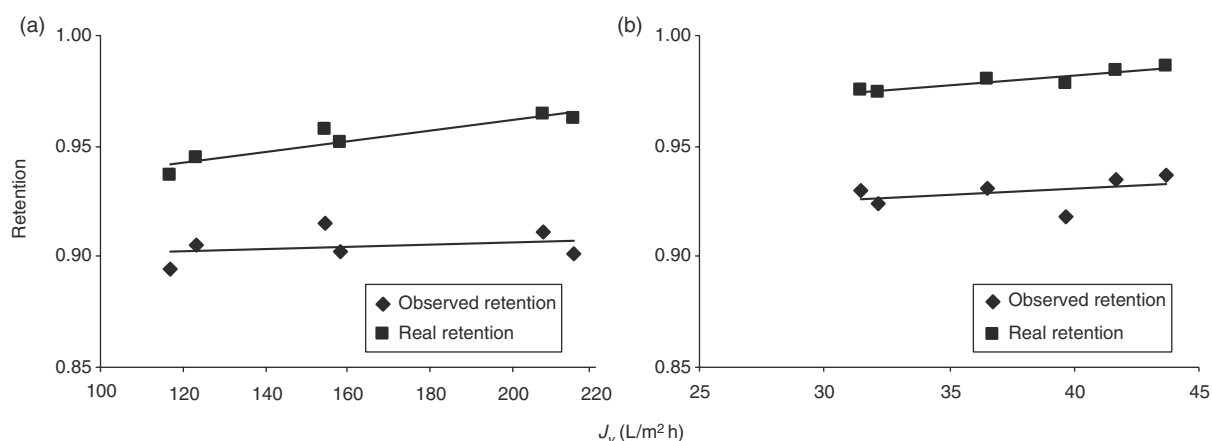 (a)
(b)
Retention
1.00
0.95
0.90
0.85
100 120 140 160 180 200 220
Observed retention
Real retention
1.00
0.95
0.90
0.85
25 30 35 40 45
Observed retention
Real retention
Jv (L/m² h)